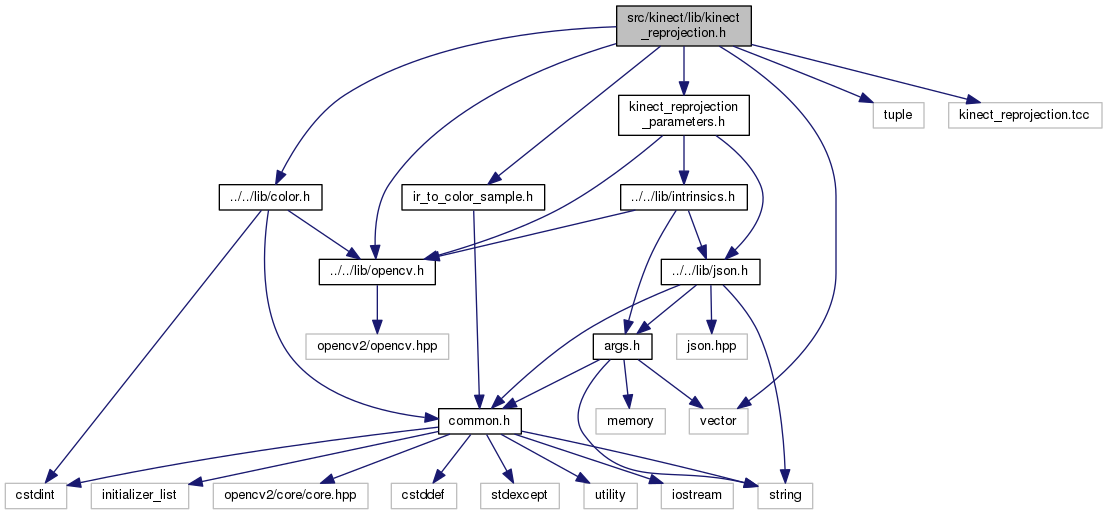 src/kinect/lib/kinect
_reprojection.h
kinect_reprojection
_parameters.h
tuple
kinect_reprojection.tcc
../../lib/color.h
ir_to_color_sample.h
../../lib/intrinsics.h
../../lib/opencv.h
../../lib/json.h
opencv2/opencv.hpp
args.h
json.hpp
common.h
memory
vector
cstdint
initializer_list
opencv2/core/core.hpp
cstddef
stdexcept
utility
iostream
string